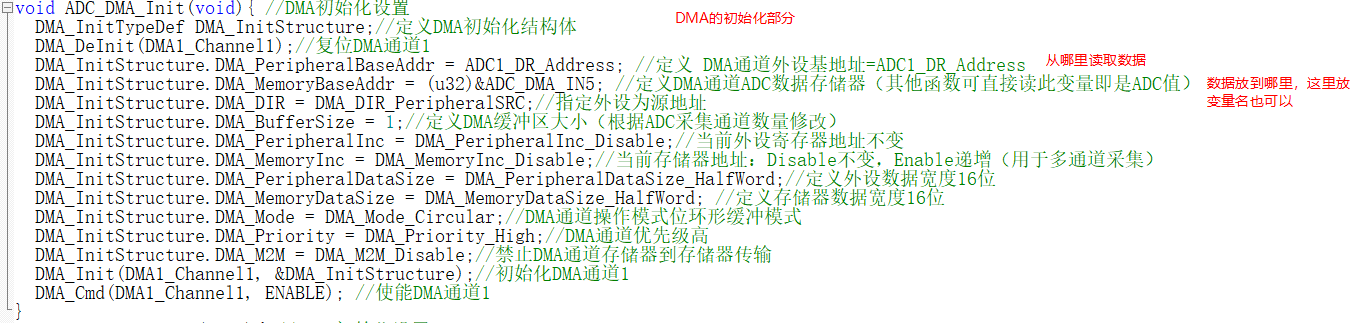 void ADC_DMA_Init(void){ //DMA初始化设置
DMA的初始化部分
DMA_InitTypeDef DMA_InitStructure;//定义DMA初始化结构体
DMA_DeInit(DMA1_Channel1);//复位DMA通道1
DMA_InitStructure.DMA_PeripheralBaseAddr = ADC1_DR_Address; //定义 DMA通道外设基地址=ADC1_DR_Address
从哪里读取数据
DMA_InitStructure.DMA_MemoryBaseAddr = (u32)&ADC_DMA_IN5; //定义DMA通道ADC数据存储器（其他函数可直接读此变量即是ADC值）
数据放到哪里，这里放
变量名也可以
DMA_InitStructure.DMA_DIR = DMA_DIR_PeripheralSRC;//指定外设为源地址
DMA_InitStructure.DMA_BufferSize = 1;//定义DMA缓冲区大小（根据ADC采集通道数量修改）
DMA_InitStructure.DMA_PeripheralInc = DMA_PeripheralInc_Disable;//当前外设寄存器地址不变
DMA_InitStructure.DMA_MemoryInc = DMA_MemoryInc_Disable;//当前存储器地址：Disable不变，Enable递增（用于多通道采集）
DMA_InitStructure.DMA_PeripheralDataSize = DMA_PeripheralDataSize_HalfWord;//定义外设数据宽度16位
DMA_InitStructure.DMA_MemoryDataSize = DMA_MemoryDataSize_HalfWord; //定义存储器数据宽度16位
DMA_InitStructure.DMA_Mode = DMA_Mode_Circular;//DMA通道操作模式位环形缓冲模式
DMA_InitStructure.DMA_Priority = DMA_Priority_High;//DMA通道优先级高
DMA_InitStructure.DMA_M2M = DMA_M2M_Disable;//禁止DMA通道存储器到存储器传输
DMA_Init(DMA1_Channel1, &DMA_InitStructure);//初始化DMA通道1
DMA_Cmd(DMA1_Channel1, ENABLE); //使能DMA通道1
}